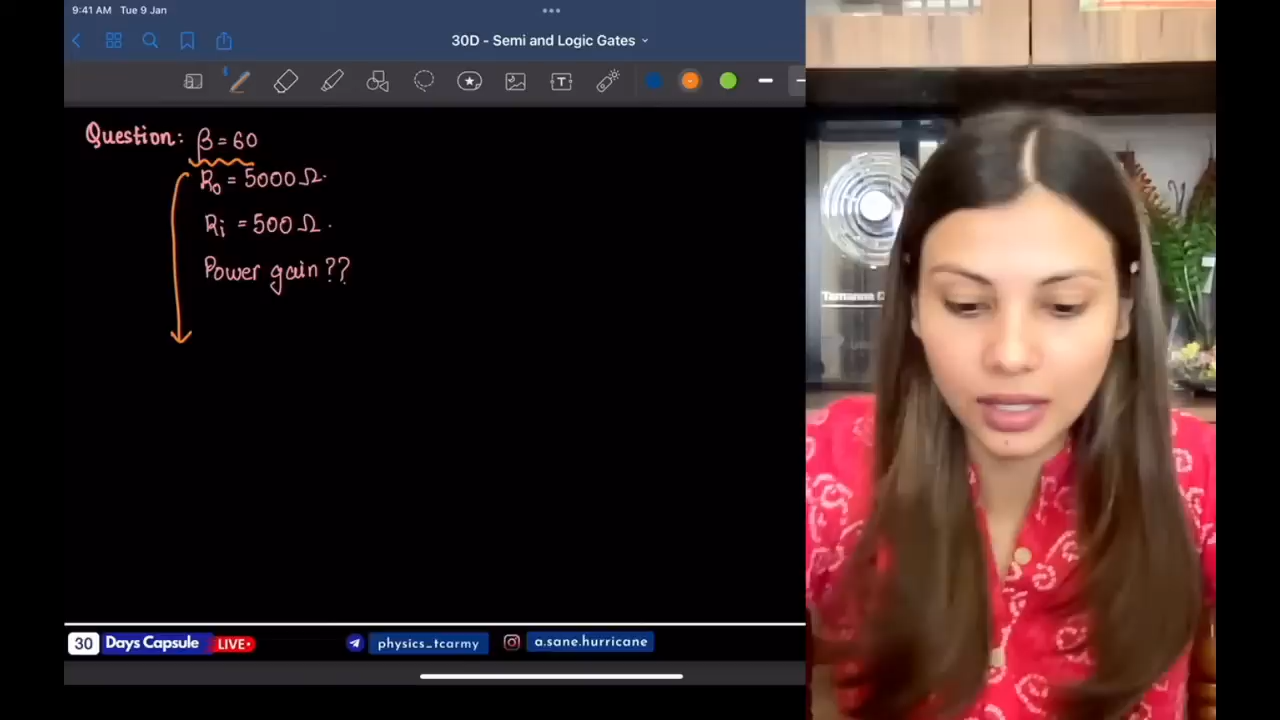 9:41 AM Tue 9 Jan
30D - Semi and Logic Gates
Question: β = 60
R₀ = 5000 Ω.
Rᵢ = 500 Ω.
Power gain ??
30 Days Capsule LIVE
physics_tcarmy
a.sane.hurricane